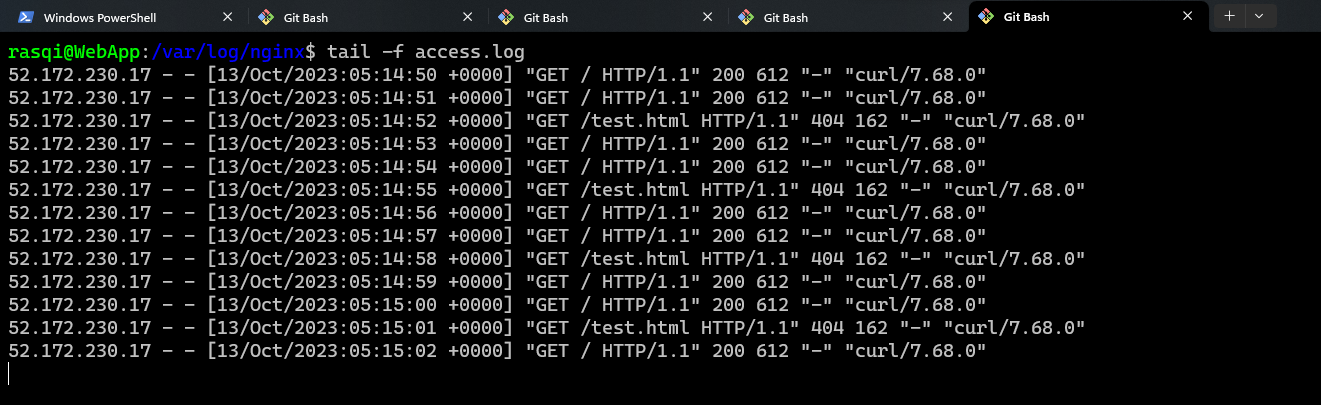 Windows PowerShell
Git Bash
Git Bash
Git Bash
Git Bash
rasqi@WebApp:/var/log/nginx$ tail -f access.log
52.172.230.17 - - [13/Oct/2023:05:14:50 +0000] "GET / HTTP/1.1" 200 612 "-" "curl/7.68.0"
52.172.230.17 - - [13/Oct/2023:05:14:51 +0000] "GET / HTTP/1.1" 200 612 "-" "curl/7.68.0"
52.172.230.17 - - [13/Oct/2023:05:14:52 +0000] "GET /test.html HTTP/1.1" 404 162 "-" "curl/7.68.0"
52.172.230.17 - - [13/Oct/2023:05:14:53 +0000] "GET / HTTP/1.1" 200 612 "-" "curl/7.68.0"
52.172.230.17 - - [13/Oct/2023:05:14:54 +0000] "GET / HTTP/1.1" 200 612 "-" "curl/7.68.0"
52.172.230.17 - - [13/Oct/2023:05:14:55 +0000] "GET /test.html HTTP/1.1" 404 162 "-" "curl/7.68.0"
52.172.230.17 - - [13/Oct/2023:05:14:56 +0000] "GET / HTTP/1.1" 200 612 "-" "curl/7.68.0"
52.172.230.17 - - [13/Oct/2023:05:14:57 +0000] "GET / HTTP/1.1" 200 612 "-" "curl/7.68.0"
52.172.230.17 - - [13/Oct/2023:05:14:58 +0000] "GET /test.html HTTP/1.1" 404 162 "-" "curl/7.68.0"
52.172.230.17 - - [13/Oct/2023:05:14:59 +0000] "GET / HTTP/1.1" 200 612 "-" "curl/7.68.0"
52.172.230.17 - - [13/Oct/2023:05:15:00 +0000] "GET / HTTP/1.1" 200 612 "-" "curl/7.68.0"
52.172.230.17 - - [13/Oct/2023:05:15:01 +0000] "GET /test.html HTTP/1.1" 404 162 "-" "curl/7.68.0"
52.172.230.17 - - [13/Oct/2023:05:15:02 +0000] "GET / HTTP/1.1" 200 612 "-" "curl/7.68.0"